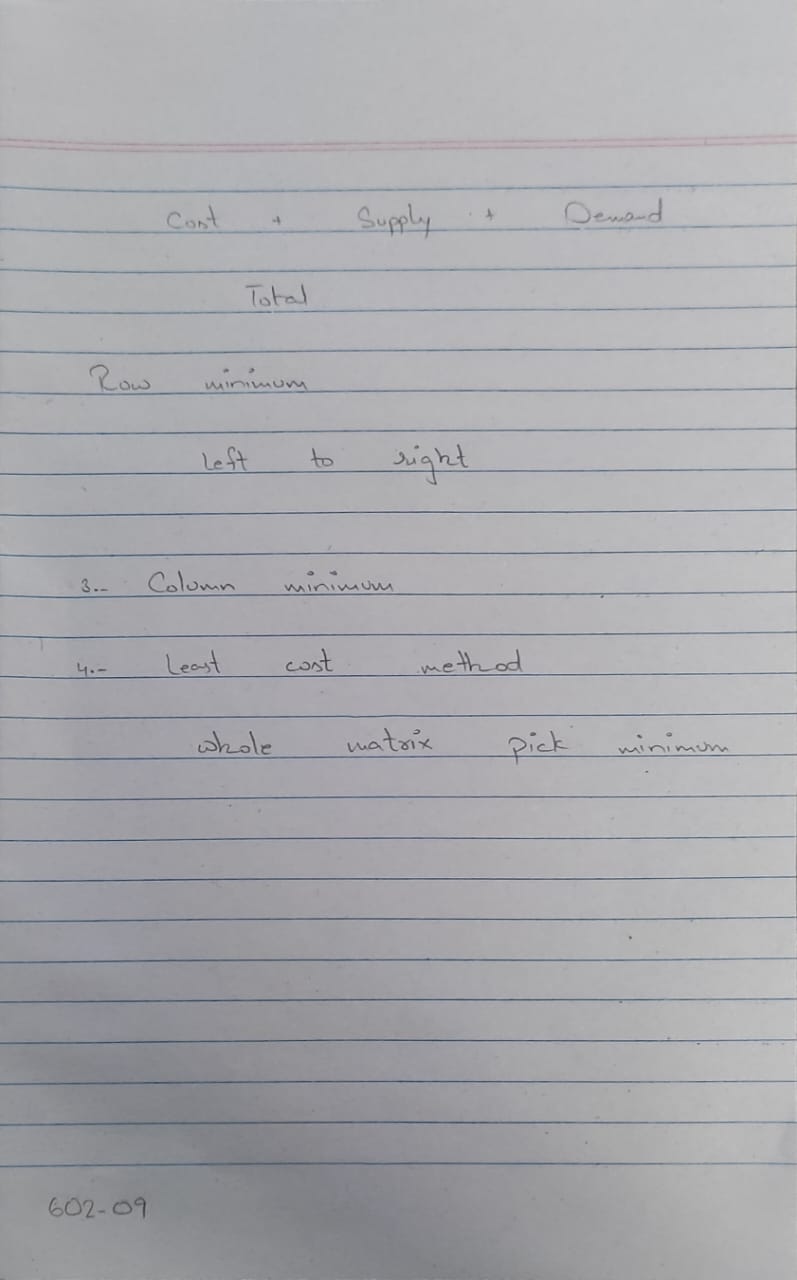 Cost + Supply + Demand
Total
Row minimum
Left to right
3.- Column minimum
4.- Least cost method
whole matrix pick minimum
602-09